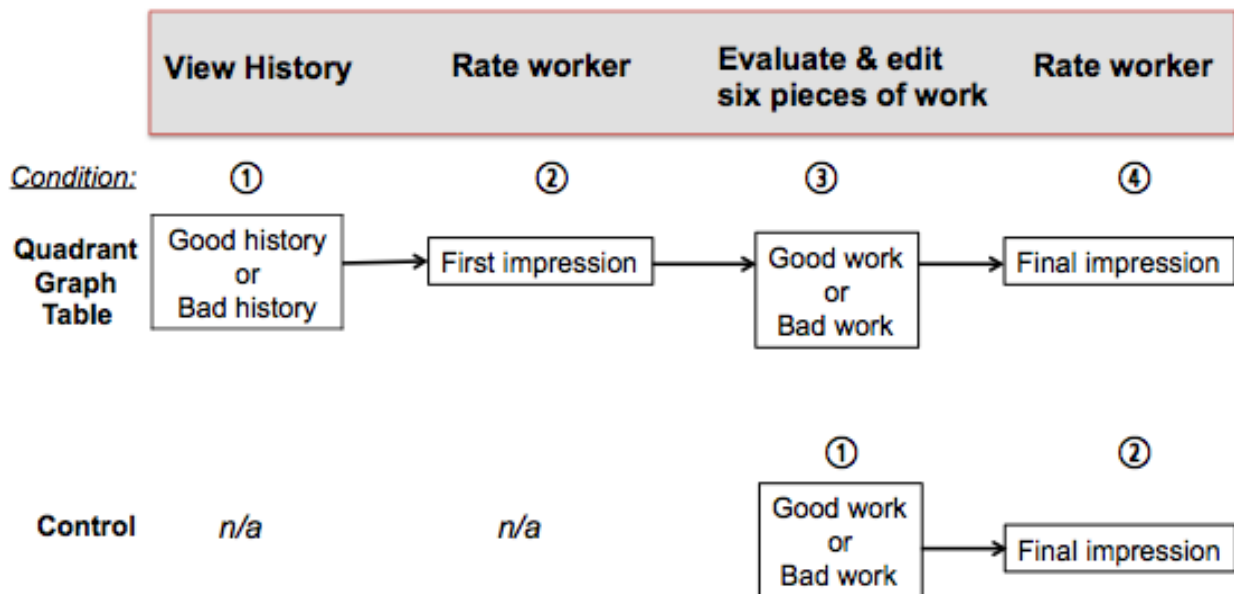 View History
Rate worker
Evaluate & edit
six pieces of work
Rate worker
Condition:
①
②
③
④
Quadrant
Graph
Table
Good history
or
Bad history
First impression
Good work
or
Bad work
Final impression
①
②
Control
n/a
n/a
Good work
or
Bad work
Final impression